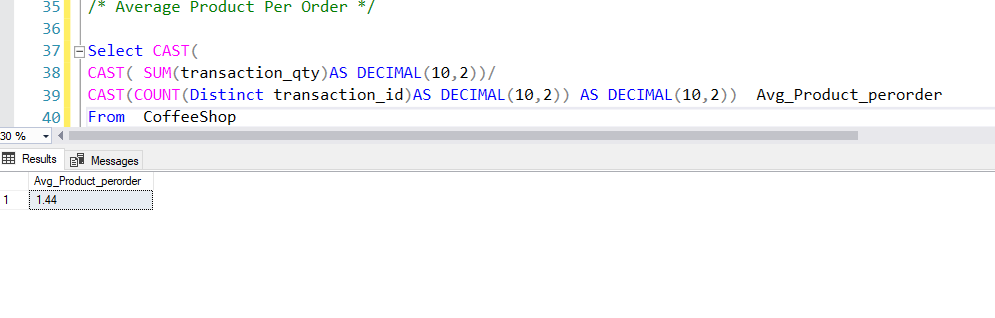 35 /* Average Product Per Order */
36
37 Select CAST(
38 CAST( SUM(transaction_qty)AS DECIMAL(10,2))/
39 CAST(COUNT(Distinct transaction_id)AS DECIMAL(10,2)) AS DECIMAL(10,2))  Avg_Product_perorder
40 From  CoffeeShop
30 %
Results Messages
Avg_Product_perorder
1 1.44